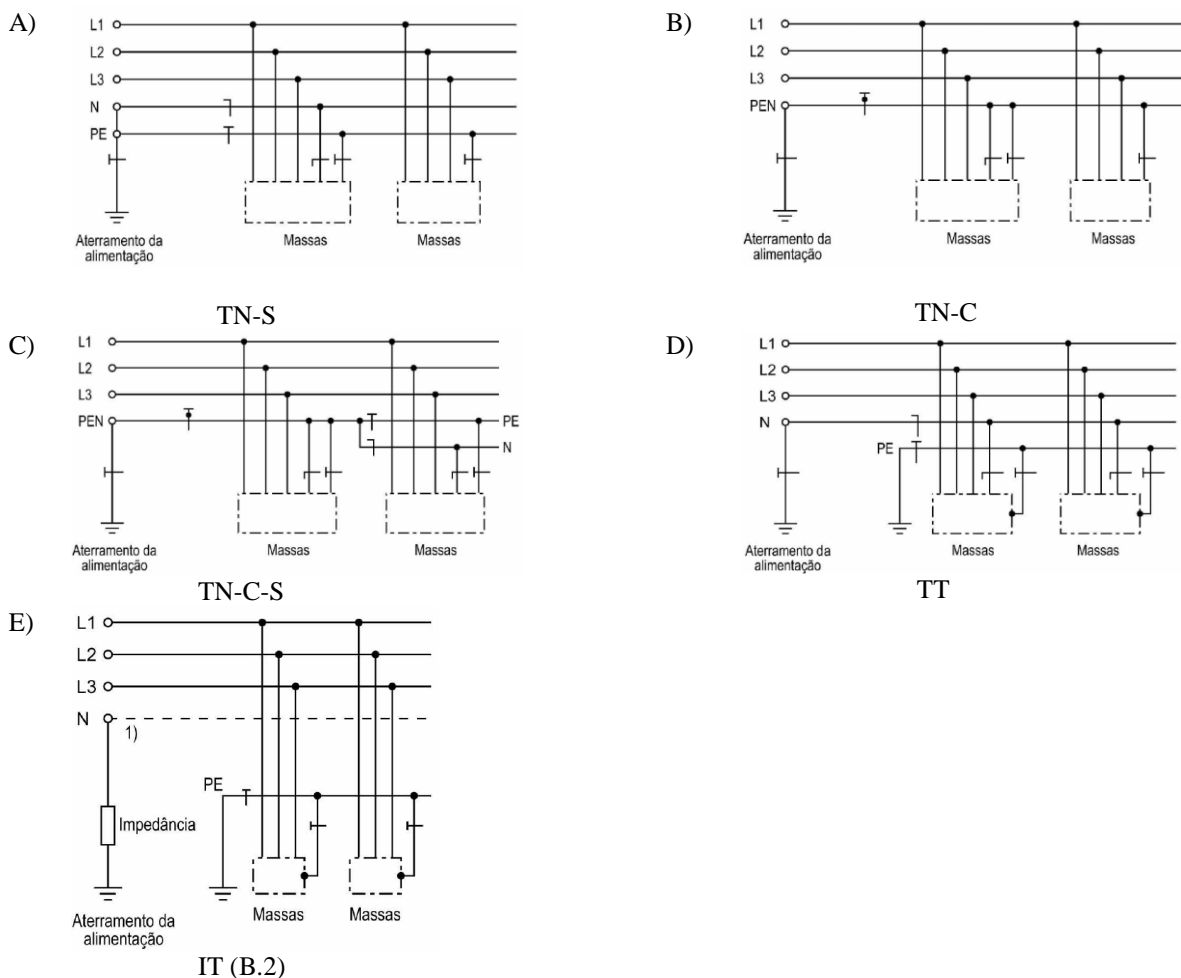 A)
L1
L2
L3
N
PE
Aterramento da
alimentação
Massas
Massas
TN-S
B)
L1
L2
L3
PEN
Aterramento da
alimentação
Massas
Massas
TN-C
C)
L1
L2
L3
PEN
PE
N
Aterramento da
alimentação
Massas
Massas
TN-C-S
D)
L1
L2
L3
N
PE
Aterramento da
alimentação
Massas
Massas
TT
E)
L1
L2
L3
N
1)
PE
Impedância
Aterramento da
alimentação
Massas
Massas
IT (B.2)